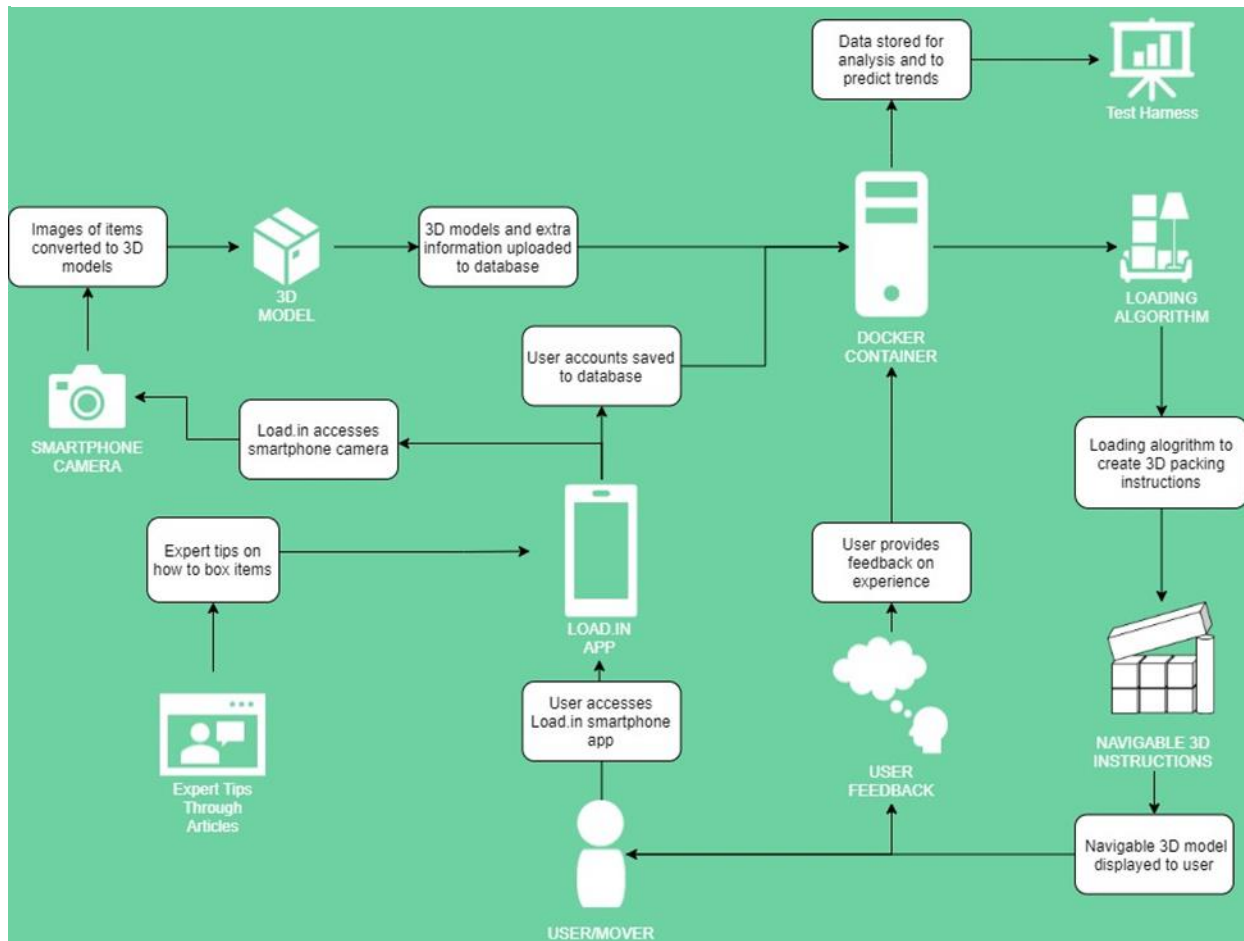 Data stored for
analysis and to
predict trends
Test Harness
Images of items
converted to 3D
models
3D
MODEL
3D models and extra
information uploaded
to database
DOCKER
CONTAINER
LOADING
ALGORITHM
User accounts saved
to database
SMARTPHONE
CAMERA
Load.in accesses
smartphone camera
Loading alogrithm to
create 3D packing
instructions
Expert tips on
how to box items
LOAD.IN
APP
User provides
feedback on
experience
User accesses
Load.in smartphone
app
Expert Tips
Through
Articles
USER
FEEDBACK
NAVIGABLE 3D
INSTRUCTIONS
Navigable 3D model
displayed to user
USER/MOVER